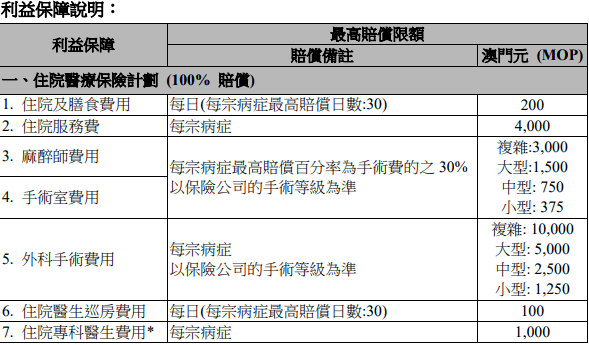 利益保障說明：
利益保障
最高賠償限額
賠償備註
澳門元 (MOP)
一、住院醫療保險計劃 (100% 賠償)
1. 住院及膳食費用 每日(每宗病症最高賠償日數:30) 200
2. 住院服務費 每宗病症 4,000
3. 麻醉師費用
4. 手術室費用
每宗病症最高賠償百分率為手術費的之 30%
以保險公司的手術等級為準
複雜:3,000
大型:1,500
中型: 750
小型: 375
5. 外科手術費用
每宗病症
以保險公司的手術等級為準
複雜: 10,000
大型: 5,000
中型: 2,500
小型: 1,250
6. 住院醫生巡房費用 每日(每宗病症最高賠償日數:30) 100
7. 住院專科醫生費用* 每宗病症 1,000